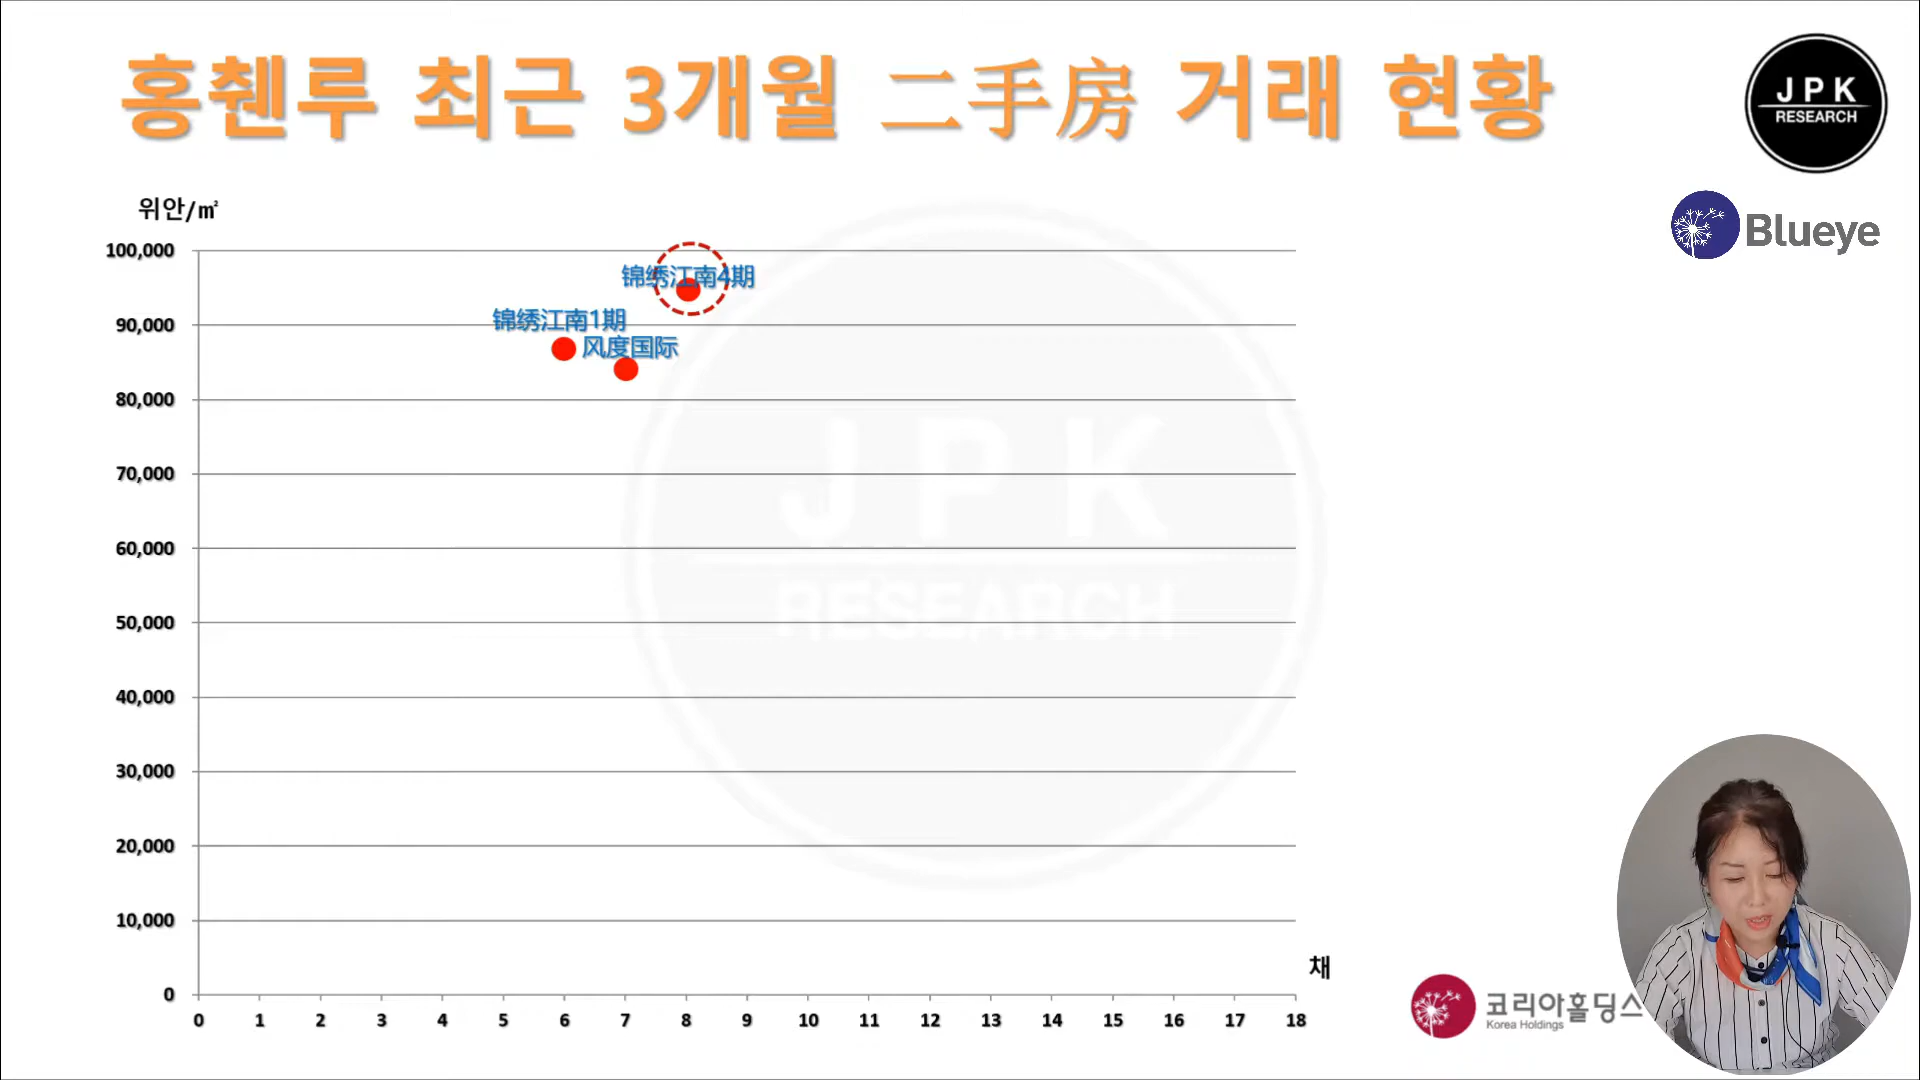 홍췐루 최근 3개월 二手房 거래 현황
JPK
RESEARCH
Blueye
위안/㎡
100,000
90,000
80,000
70,000
60,000
50,000
40,000
30,000
20,000
10,000
0
锦绣江南4期
锦绣江南1期
风度国际
JPK
RESEARCH
채
0 1 2 3 4 5 6 7 8 9 10 11 12 13 14 15 16 17 18
코리아홀딩스
Korea Holdings